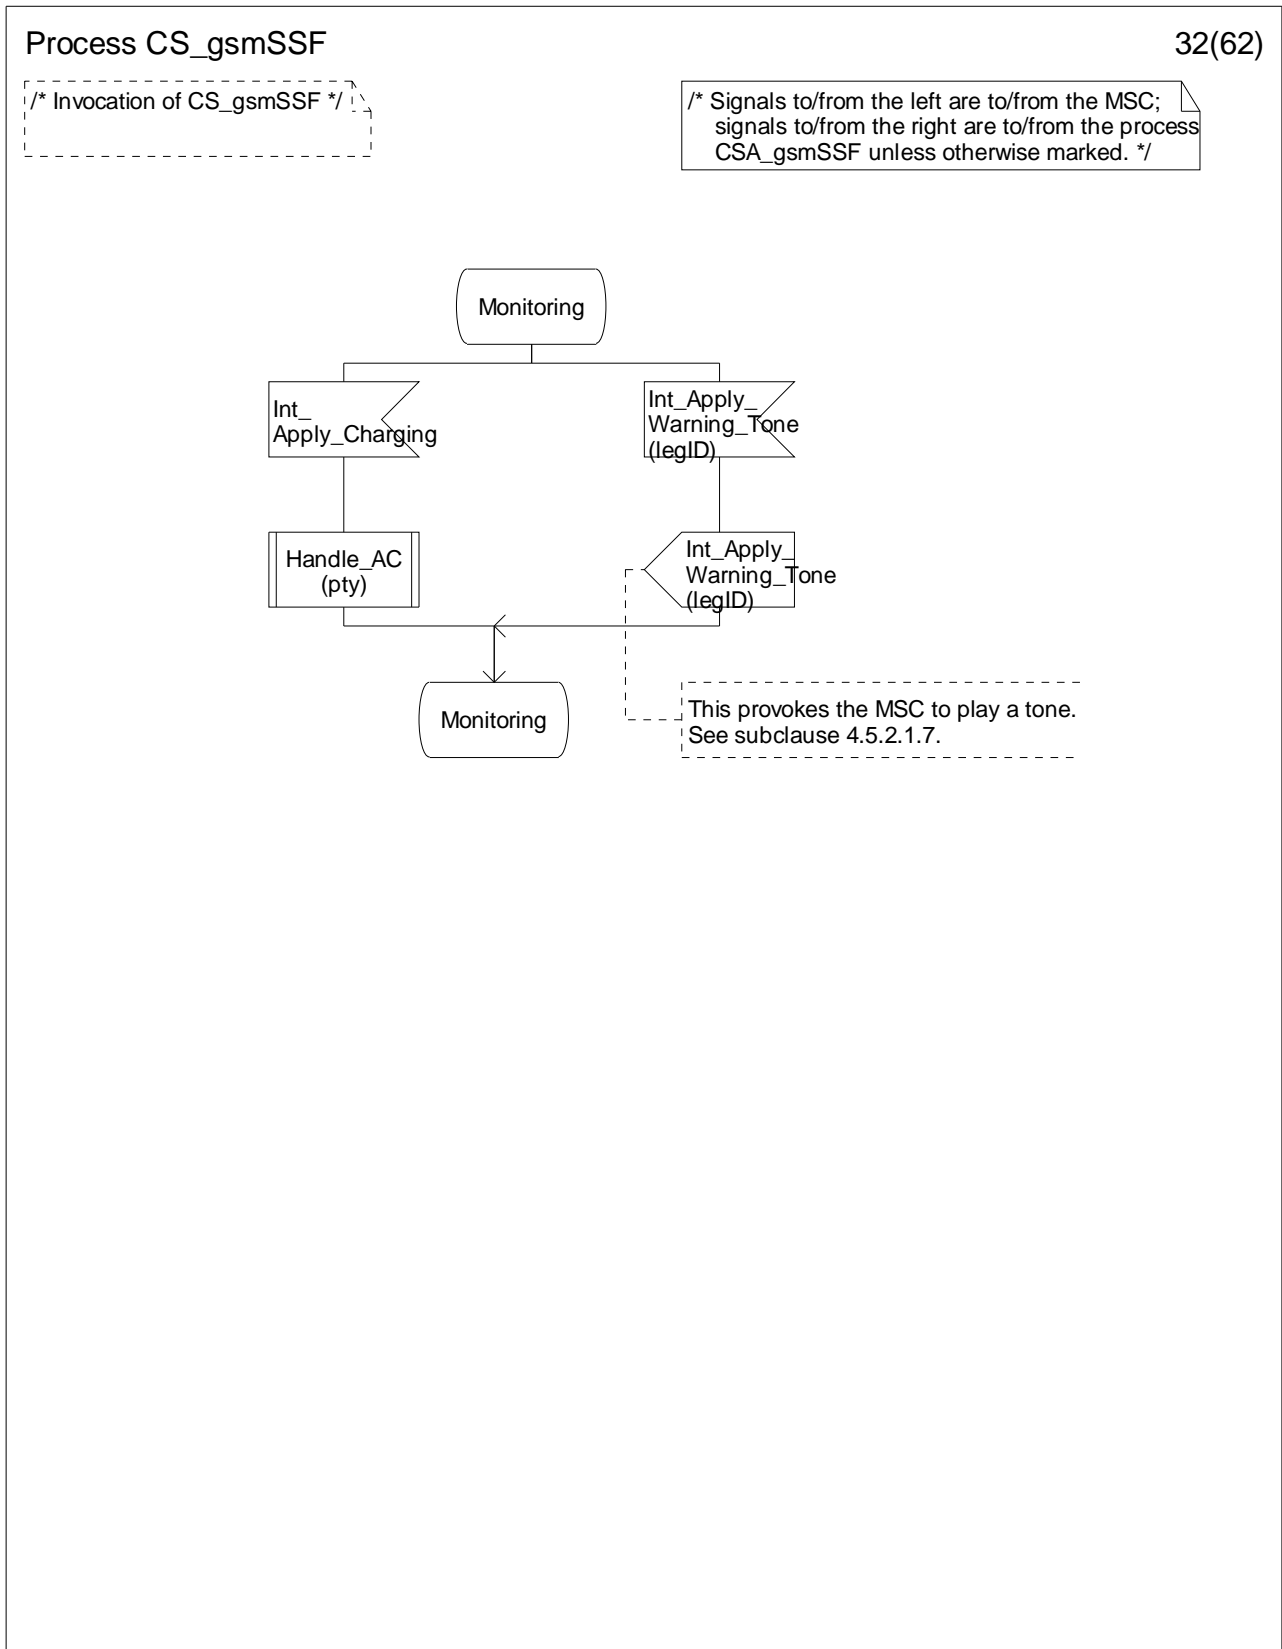 Process CS_gsmSSF
32(62)
/* Invocation of CS_gsmSSF */
/* Signals to/from the left are to/from the MSC;
signals to/from the right are to/from the process
CSA_gsmSSF unless otherwise marked. */
Monitoring
Int_
Apply_Charging
Int_Apply_
Warning_Tone
(legID)
Handle_AC
(pty)
Int_Apply_
Warning_Tone
(legID)
Monitoring
This provokes the MSC to play a tone.
See subclause 4.5.2.1.7.